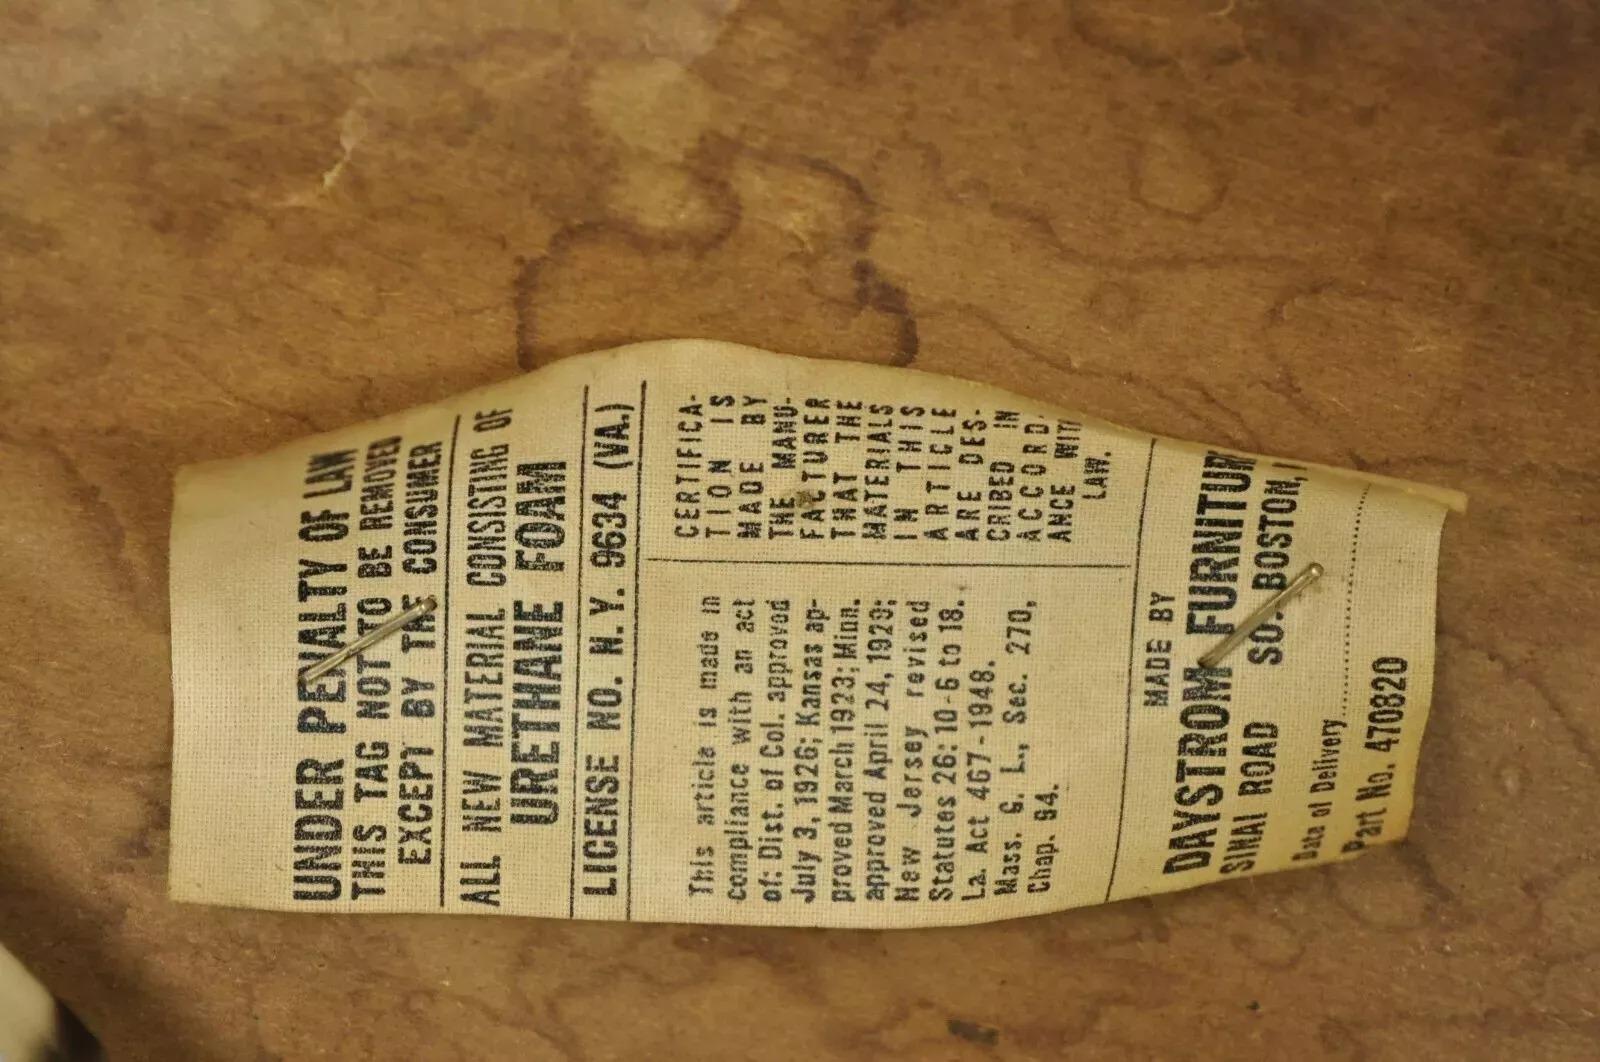 UNDER PENALTY OF LAW
THIS TAG NOT TO BE REMOVED
EXCEPT BY THE CONSUMER
ALL NEW MATERIAL CONSISTING OF
URETHANE FOAM
LICENSE NO. N.Y. 9634 (VA.)
This article is made in
compliance with an act
of: Dist. of Col. approved
July 3, 1926; Kansas ap-
proved March 1923; Minn.
approved April 24, 1929;
New Jersey revised
Statutes 26:10-6 to 18.
La. Act 467-1948.
Mass. G. L., Sec. 270,
Chap. 94.
CERTIFICA-
TION IS
MADE BY
THE MANU-
FACTURER
THAT THE
MATERIALS
IN THIS
ARTICLE
ARE DES-
CRIBED IN
ACCORD-
ANCE WITH
LAW.
MADE BY
DAYSTROM FURNITUR
SINAI ROAD SO. BOSTON,
Date of Delivery
Part No. 470820